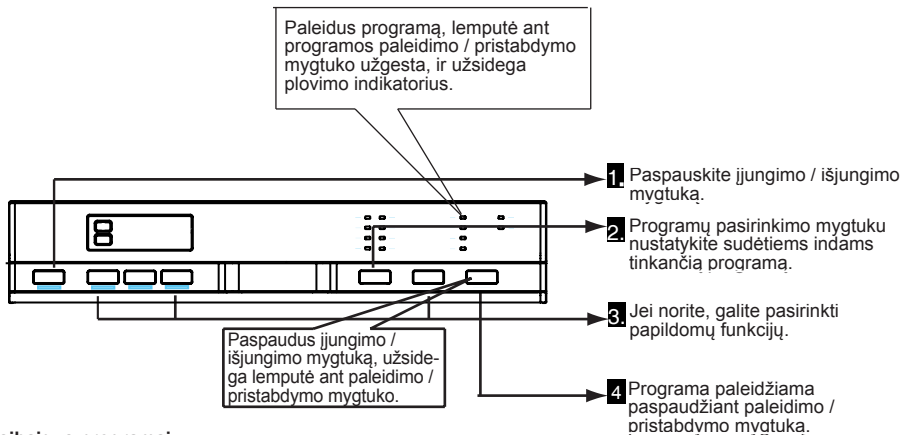 Paleidus programą, lemputė ant
programos paleidimo / pristabdymo
mygtuko užgesta, ir užsidega
plovimo indikatorius.
1. Paspauskite įjungimo / išjungimo
mygtuką.
2. Programų pasirinkimo mygtuku
nustatykite sudėtiems indams
tinkančią programą.
3. Jei norite, galite pasirinkti
papildomų funkcijų.
Paspaudus įjungimo /
išjungimo mygtuką, užside-
ga lemputė ant paleidimo /
pristabdymo mygtuko.
4 Programa paleidžiama
paspaudžiant paleidimo /
pristabdymo mygtuką.